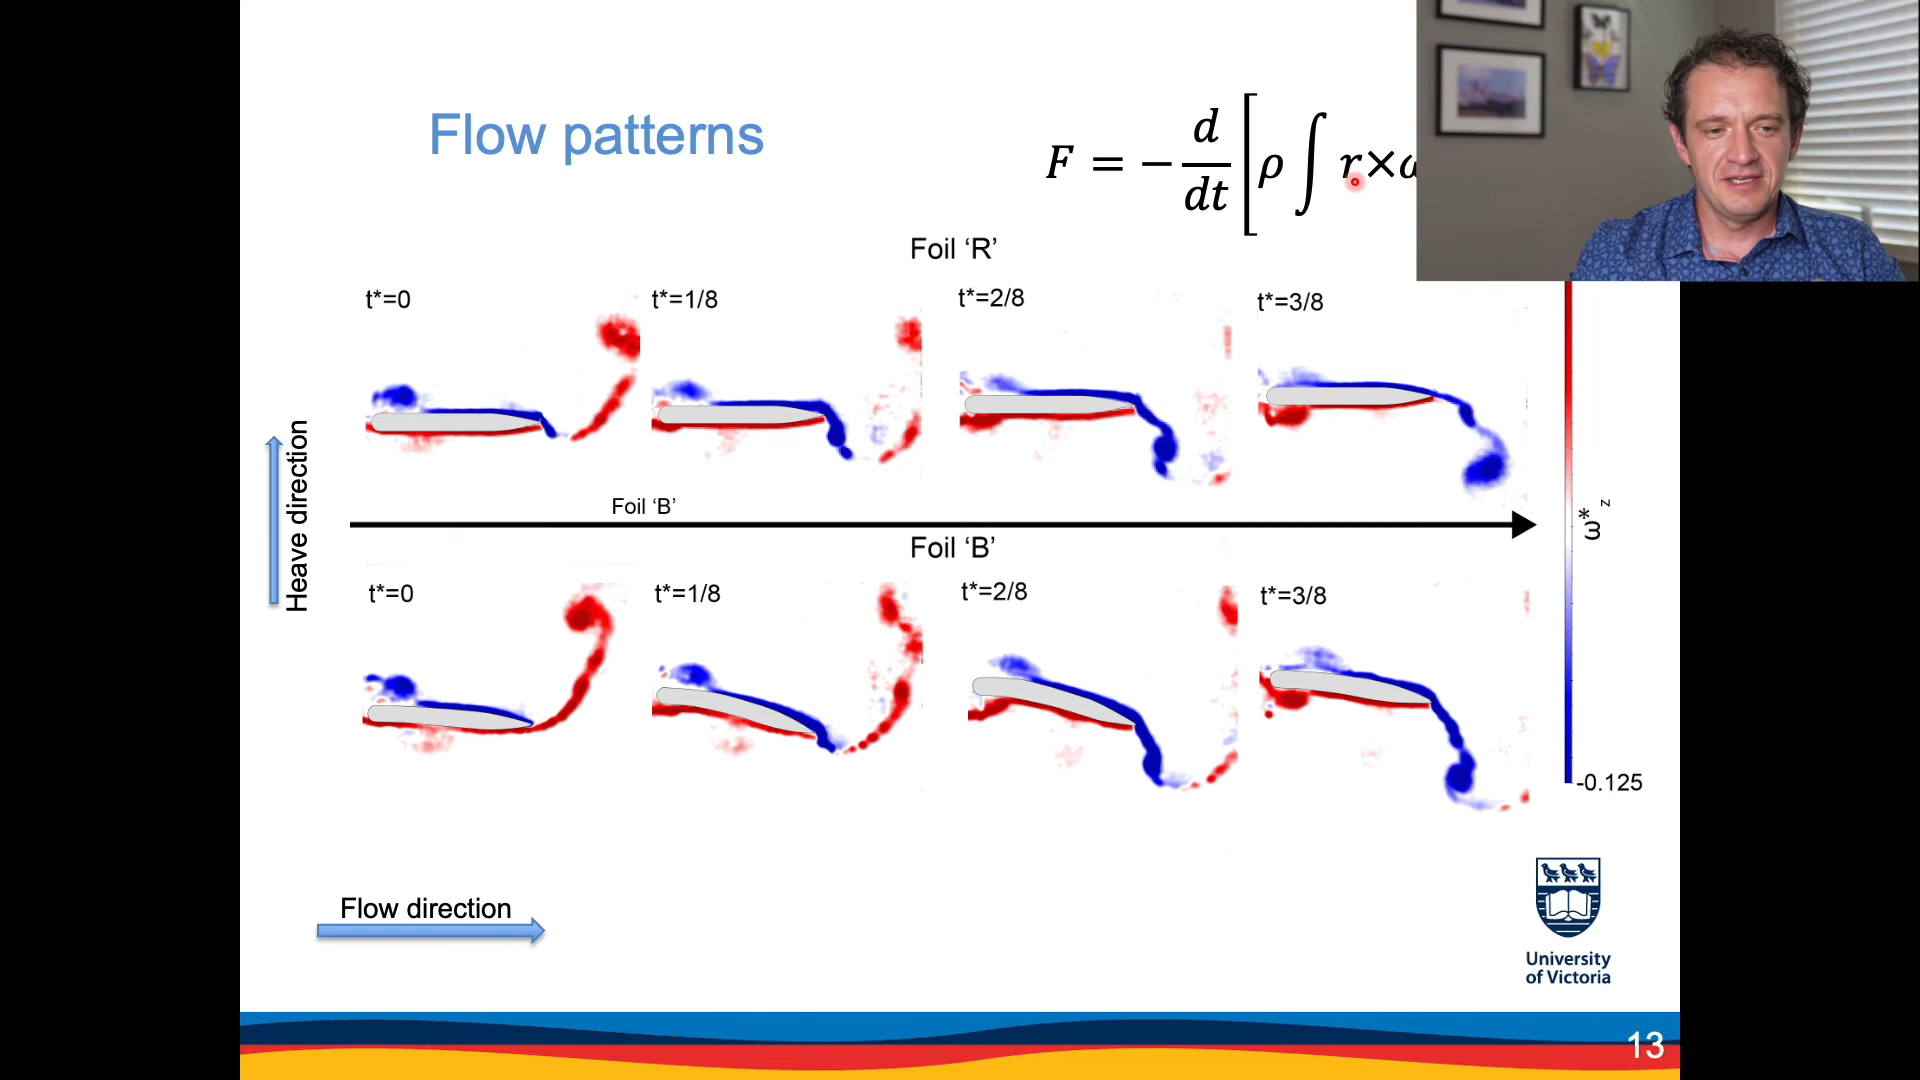 Flow patterns
F = − d/dt [ρ ∫ r×ω
Foil ‘R’
t*=0
t*=1/8
t*=2/8
t*=3/8
Heave direction
Foil ‘B’
ω*z
Foil ‘B’
t*=0
t*=1/8
t*=2/8
t*=3/8
-0.125
Flow direction
University
of Victoria
13